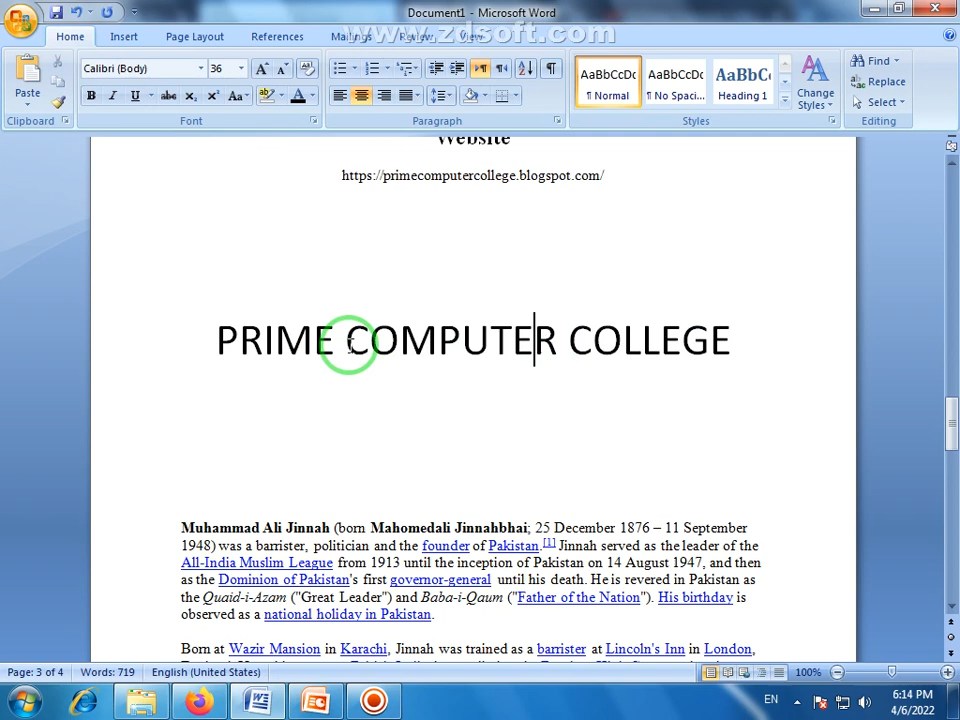 Document1 - Microsoft Word
Home Insert Page Layout References Mailings Review View
www.zdsoft.com
Paste
Calibri (Body) 36
AaBbCcDc AaBbCcDc AaBbC
¶ Normal ¶ No Spaci... Heading 1
Change Styles
Find
Replace
Select
Clipboard Font Paragraph Styles Editing
Website
https://primecomputercollege.blogspot.com/
PRIME COMPUTER COLLEGE
Muhammad Ali Jinnah (born Mahomedali Jinnahbhai; 25 December 1876 – 11 September
1948) was a barrister, politician and the founder of Pakistan.[1] Jinnah served as the leader of the
All-India Muslim League from 1913 until the inception of Pakistan on 14 August 1947, and then
as the Dominion of Pakistan's first governor-general until his death. He is revered in Pakistan as
the Quaid-i-Azam ("Great Leader") and Baba-i-Qaum ("Father of the Nation"). His birthday is
observed as a national holiday in Pakistan.
Born at Wazir Mansion in Karachi, Jinnah was trained as a barrister at Lincoln's Inn in London,
Page: 3 of 4 Words: 719 English (United States) 100%
EN 6:14 PM
4/6/2022